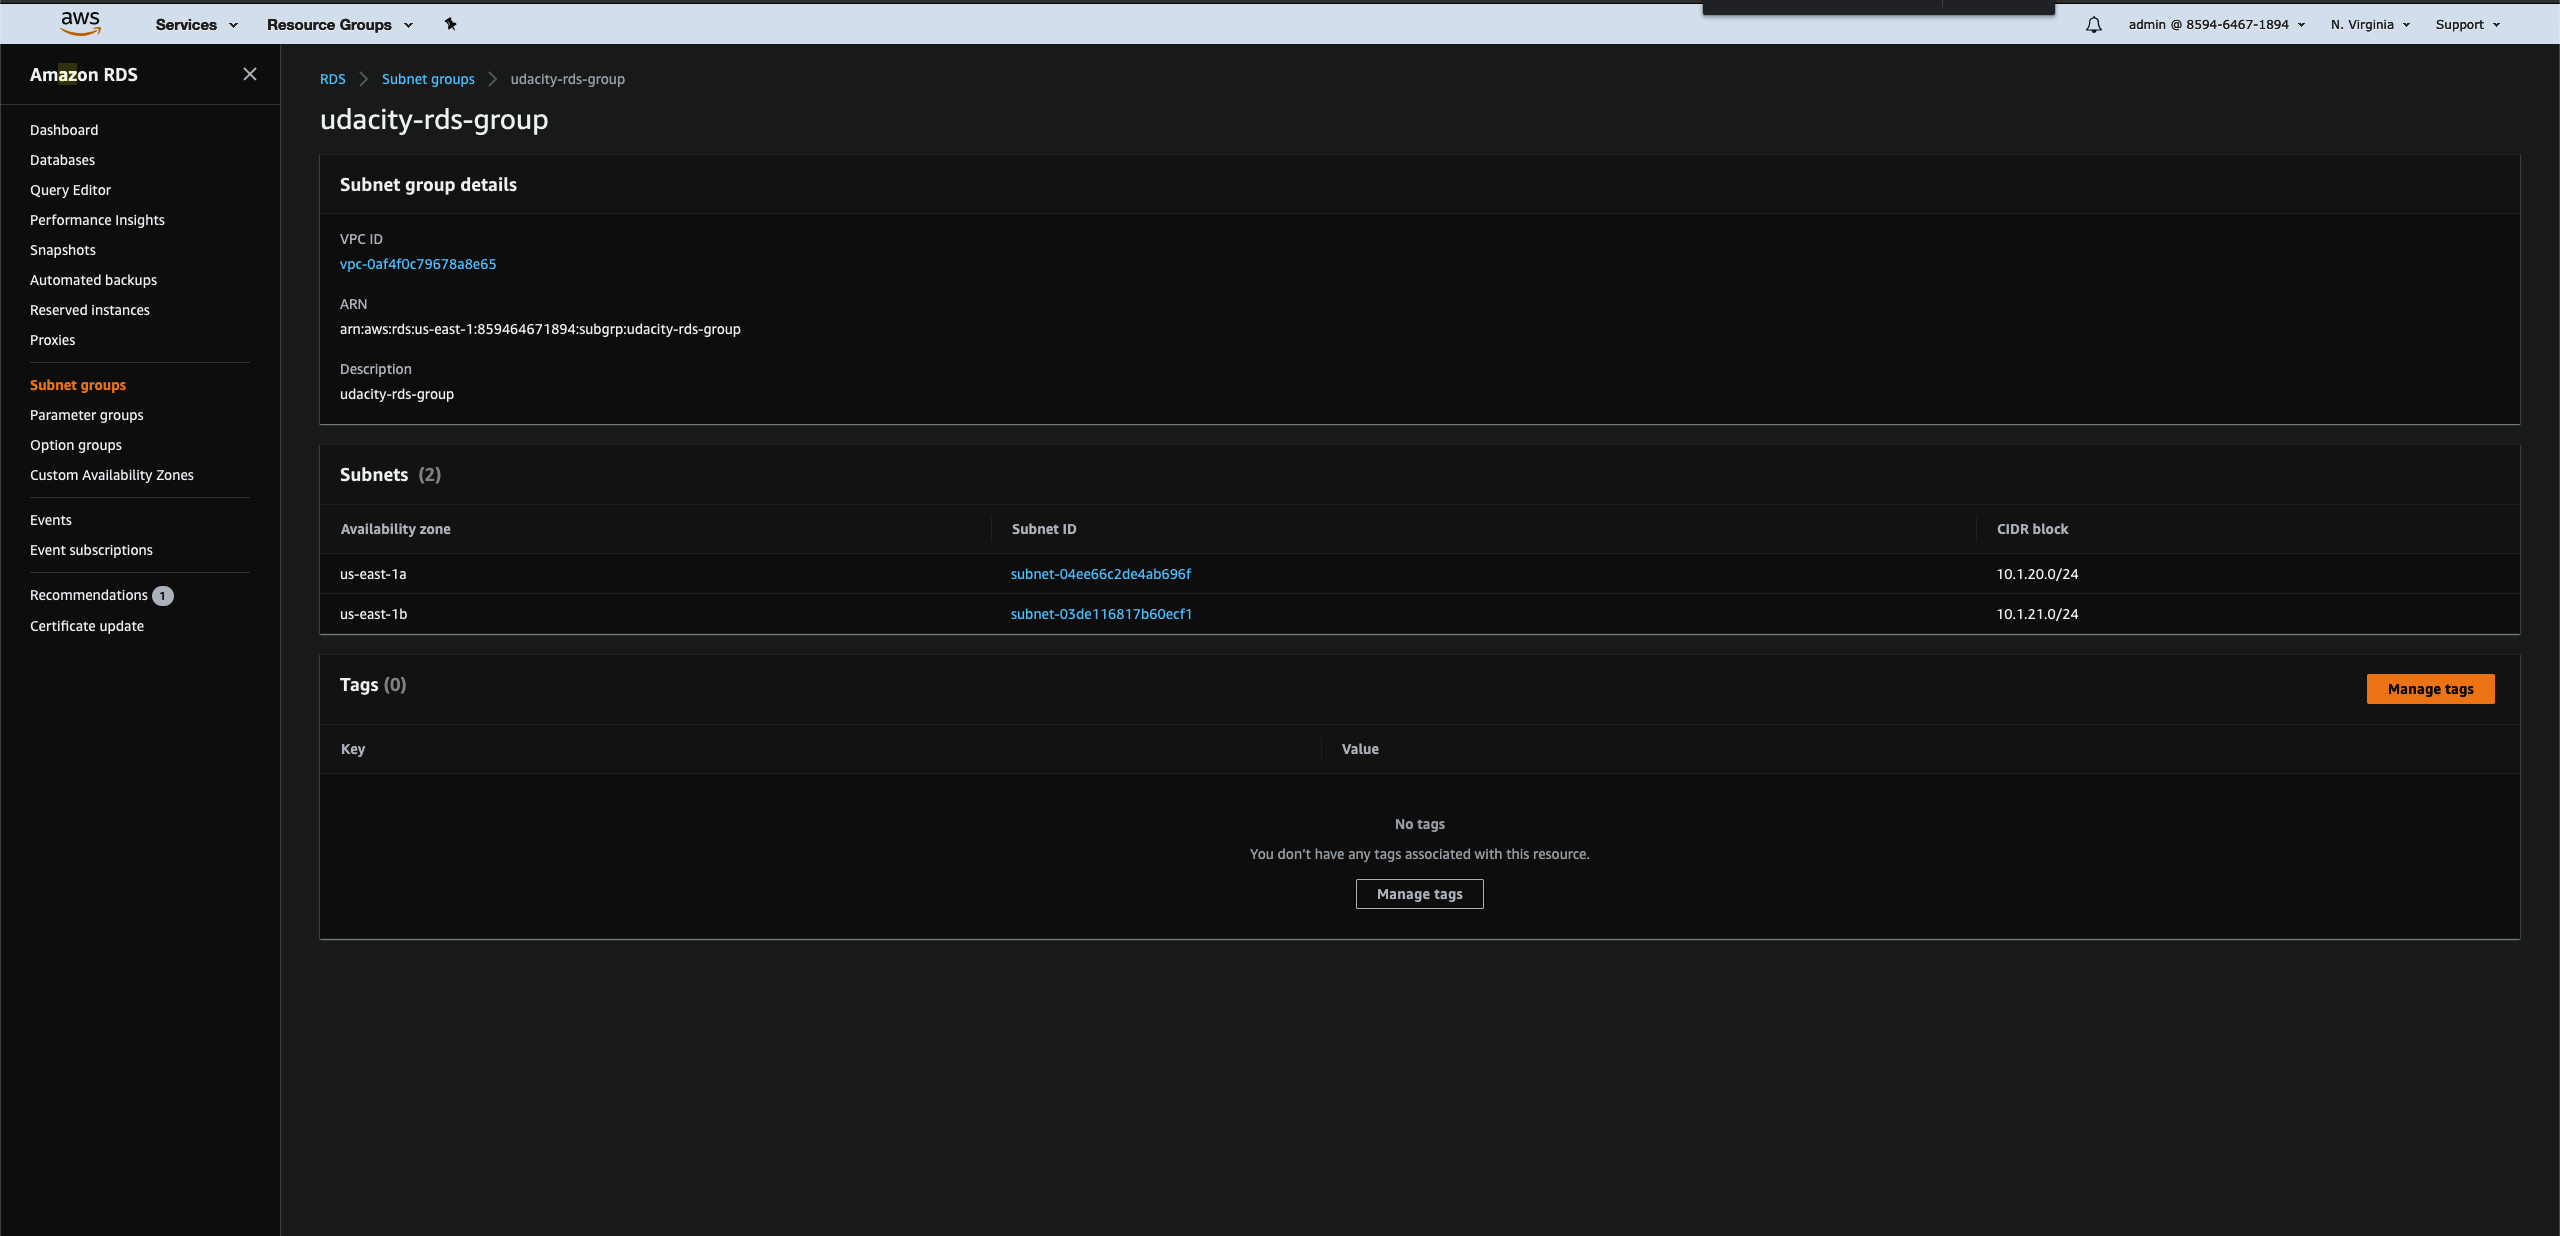 aws Services Resource Groups admin @ 8594-6467-1894 N. Virginia Support
Amazon RDS
Dashboard
Databases
Query Editor
Performance Insights
Snapshots
Automated backups
Reserved instances
Proxies
Subnet groups
Parameter groups
Option groups
Custom Availability Zones
Events
Event subscriptions
Recommendations 1
Certificate update
RDS Subnet groups udacity-rds-group
udacity-rds-group
Subnet group details
VPC ID
vpc-0af4f0c79678a8e65
ARN
arn:aws:rds:us-east-1:859464671894:subgrp:udacity-rds-group
Description
udacity-rds-group
Subnets (2)
Availability zone Subnet ID CIDR block
us-east-1a subnet-04ee66c2de4ab696f 10.1.20.0/24
us-east-1b subnet-03de116817b60ecf1 10.1.21.0/24
Tags (0) Manage tags
Key Value
No tags
You don't have any tags associated with this resource.
Manage tags